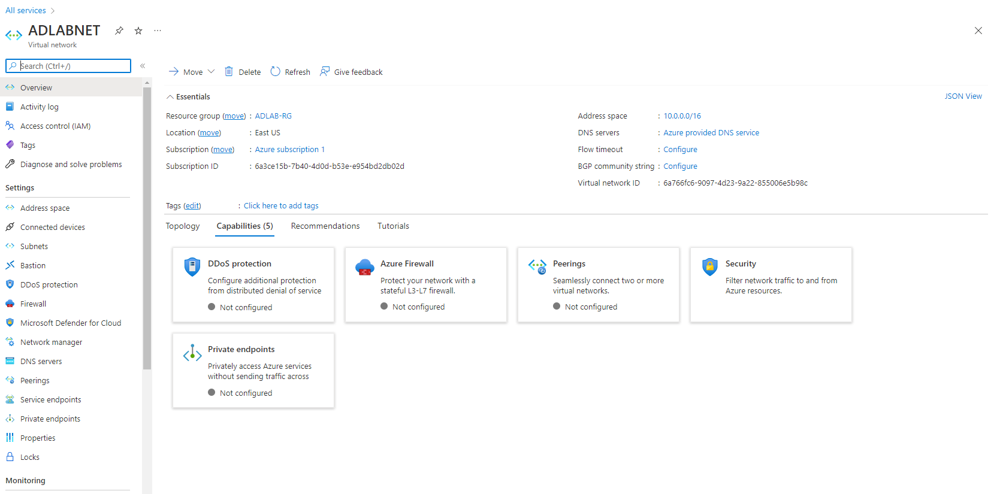 All services
ADLABNET
Virtual network
Search (Ctrl+/)
Overview
Activity log
Access control (IAM)
Tags
Diagnose and solve problems
Settings
Address space
Connected devices
Subnets
Bastion
DDoS protection
Firewall
Microsoft Defender for Cloud
Network manager
DNS servers
Peerings
Service endpoints
Private endpoints
Properties
Locks
Monitoring
Move Delete Refresh Give feedback
Essentials
JSON View
Resource group (move) : ADLAB-RG
Location (move) : East US
Subscription (move) : Azure subscription 1
Subscription ID : 6a3ce15b-7b40-4d0d-b53e-e954bd2db02d
Address space : 10.0.0.0/16
DNS servers : Azure provided DNS service
Flow timeout : Configure
BGP community string : Configure
Virtual network ID : 6a766fc6-9097-4d23-9a22-855006e5b98c
Tags (edit) : Click here to add tags
Topology Capabilities (5) Recommendations Tutorials
DDoS protection
Configure additional protection
from distributed denial of service
Not configured
Azure Firewall
Protect your network with a
stateful L3-L7 firewall.
Not configured
Peerings
Seamlessly connect two or more
virtual networks.
Not configured
Security
Filter network traffic to and from
Azure resources.
Private endpoints
Privately access Azure services
without sending traffic across
Not configured